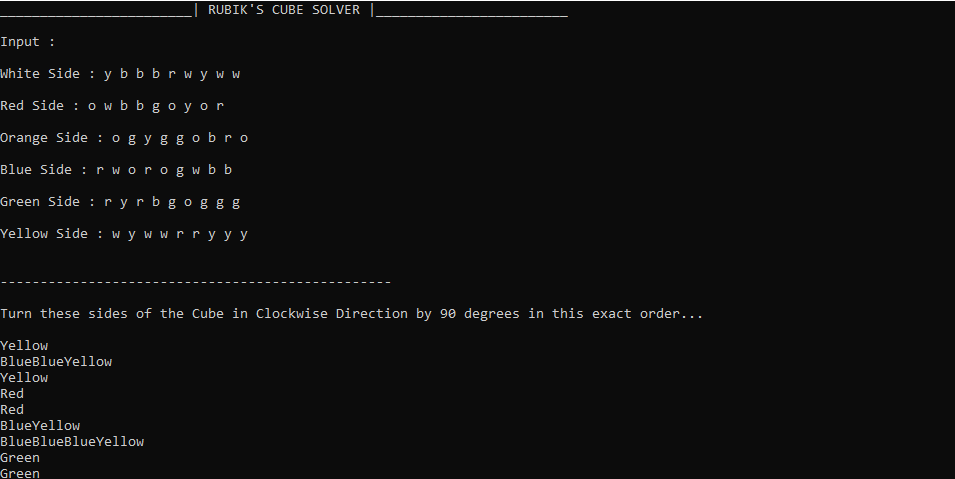 ________________________| RUBIK'S CUBE SOLVER |________________________
Input :
White Side : y b b b r w y w w
Red Side : o w b b g o y o r
Orange Side : o g y g g o b r o
Blue Side : r w o r o g w b b
Green Side : r y r b g o g g g
Yellow Side : w y w w r r y y y
-------------------------------------------------
Turn these sides of the Cube in Clockwise Direction by 90 degrees in this exact order...
Yellow
BlueBlueYellow
Yellow
Red
Red
BlueYellow
BlueBlueBlueYellow
Green
Green